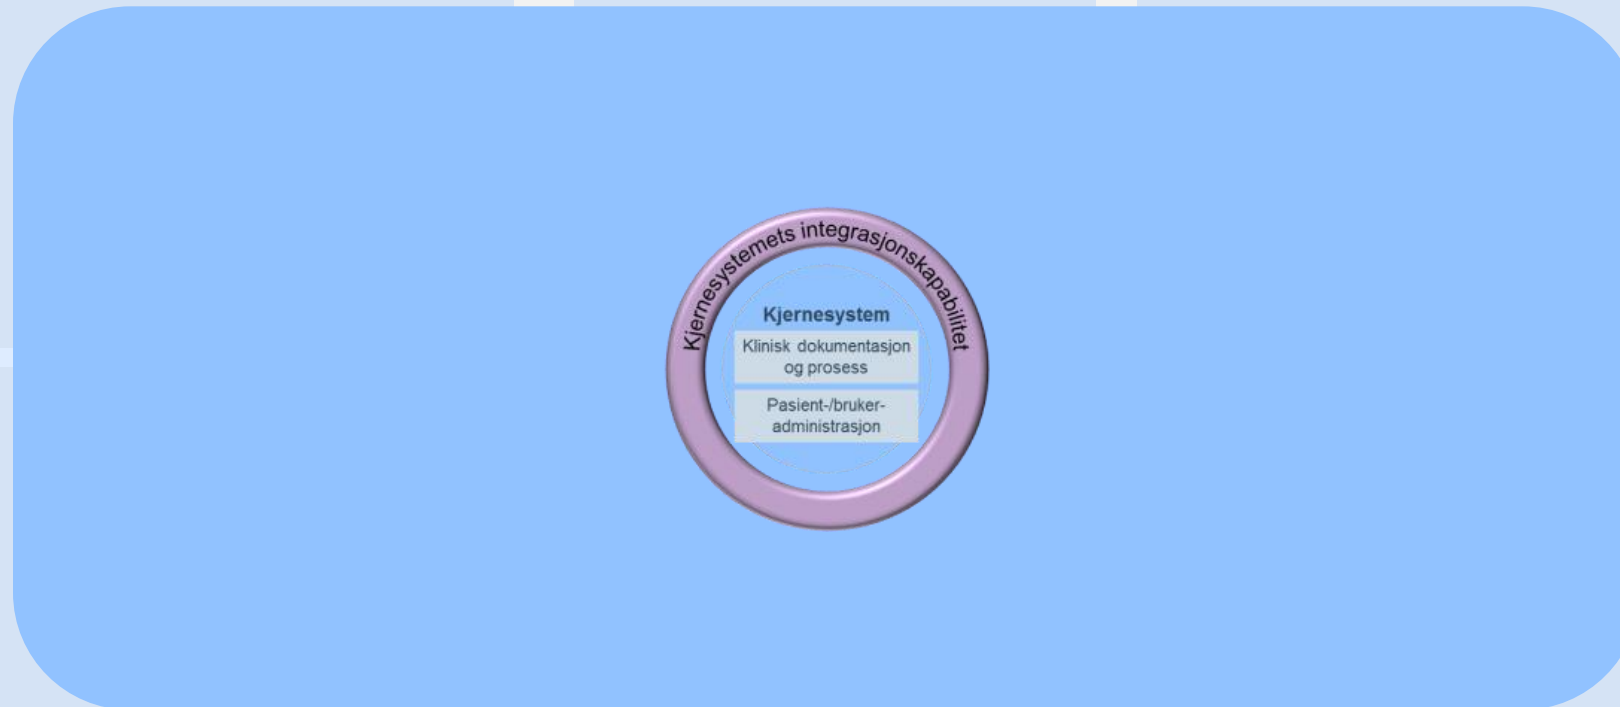 Kjernesystemets integrasjonskapabilitet
Kjernesystem
Klinisk dokumentasjon
og prosess
Pasient-/bruker-
administrasjon